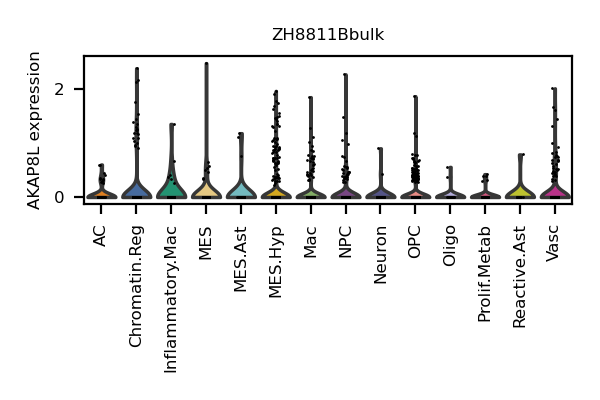 ZH8811Bbulk
AKAP8L expression
2
0
AC
Chromatin.Reg
Inflammatory.Mac
MES
MES.Ast
MES.Hyp
Mac
NPC
Neuron
OPC
Oligo
Prolif.Metab
Reactive.Ast
Vasc